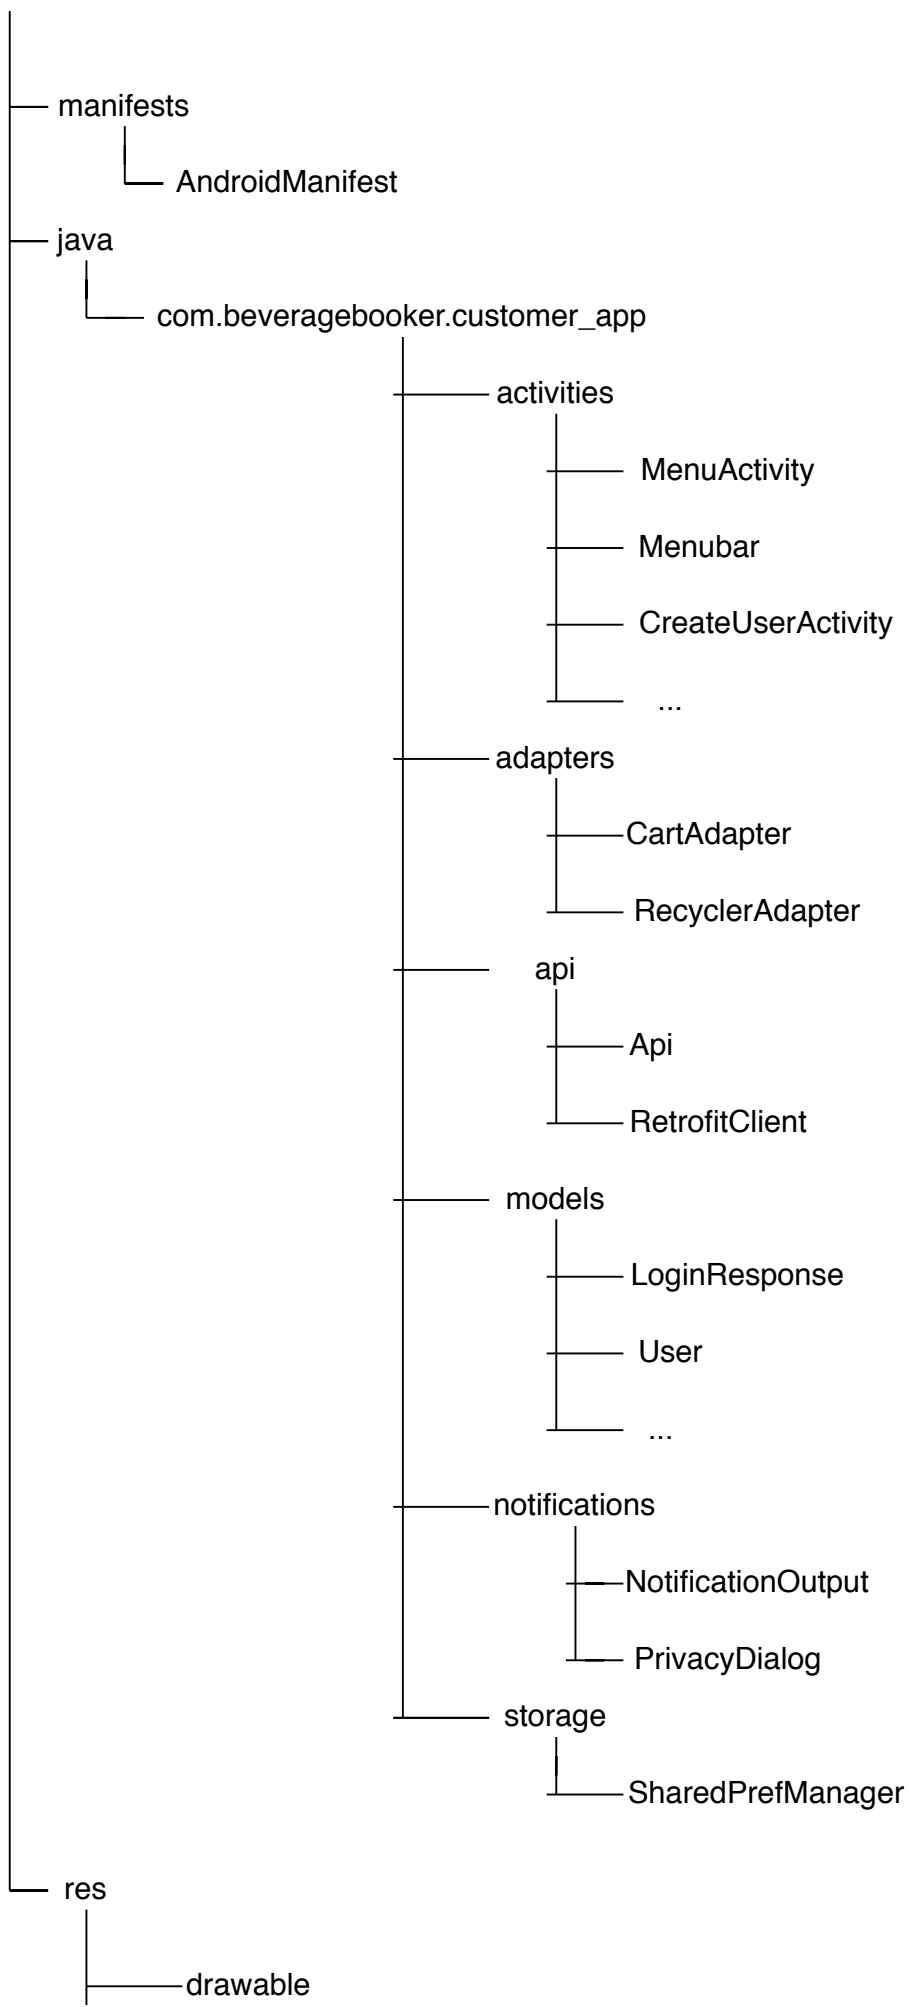 manifests
AndroidManifest
java
com.beveragebooker.customer_app
activities
MenuActivity
Menubar
CreateUserActivity
...
adapters
CartAdapter
RecyclerAdapter
api
Api
RetrofitClient
models
LoginResponse
User
...
notifications
NotificationOutput
PrivacyDialog
storage
SharedPrefManager
res
drawable